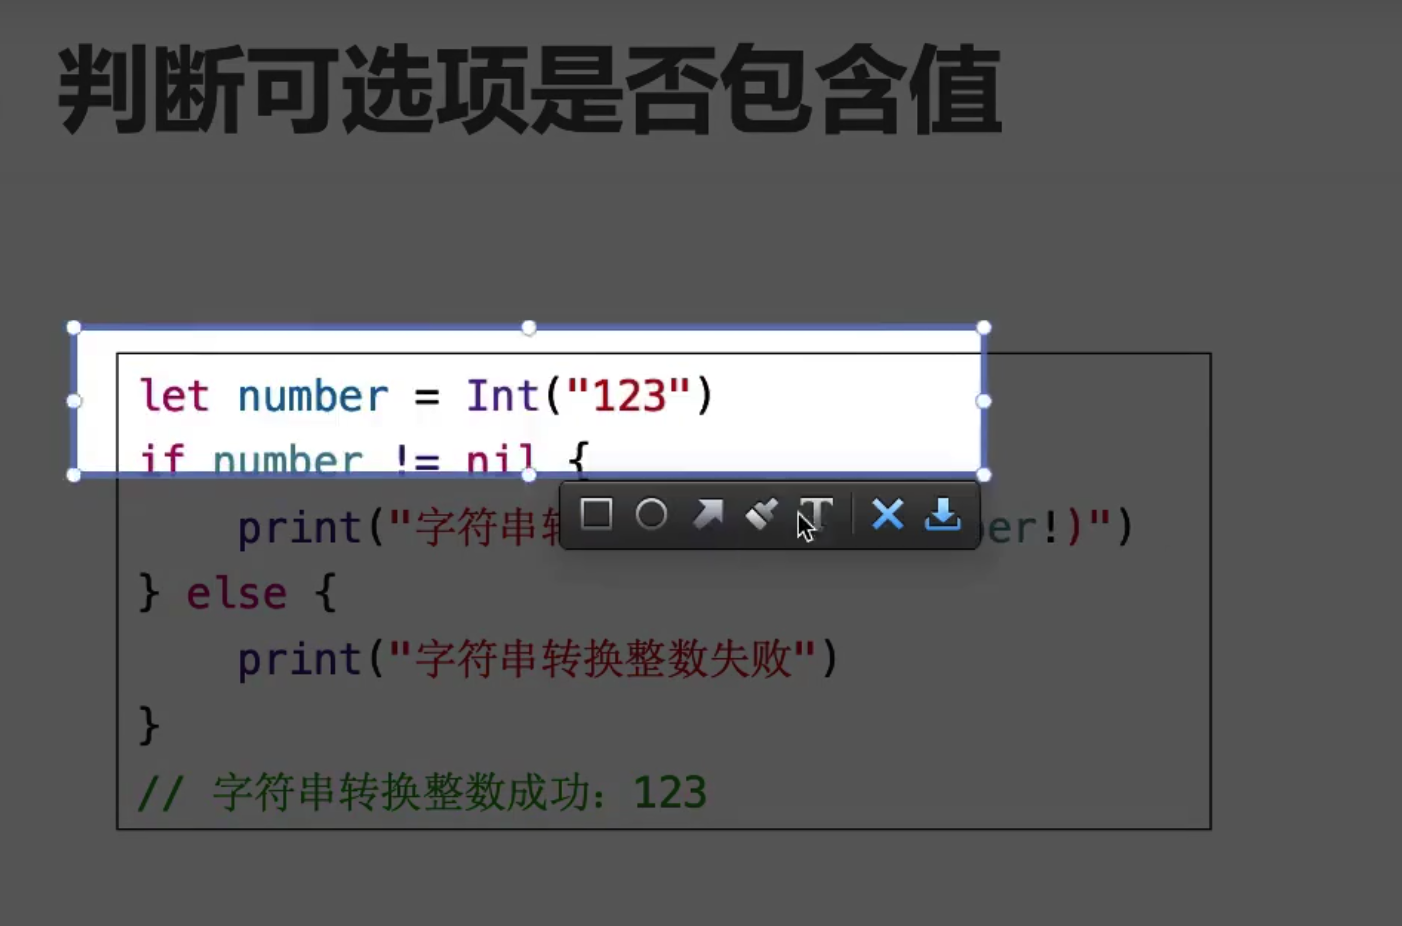 判断可选项是否包含值
let number = Int("123")
if number != nil {
print("字符串转 er!)")
} else {
print("字符串转换整数失败")
}
// 字符串转换整数成功：123
T